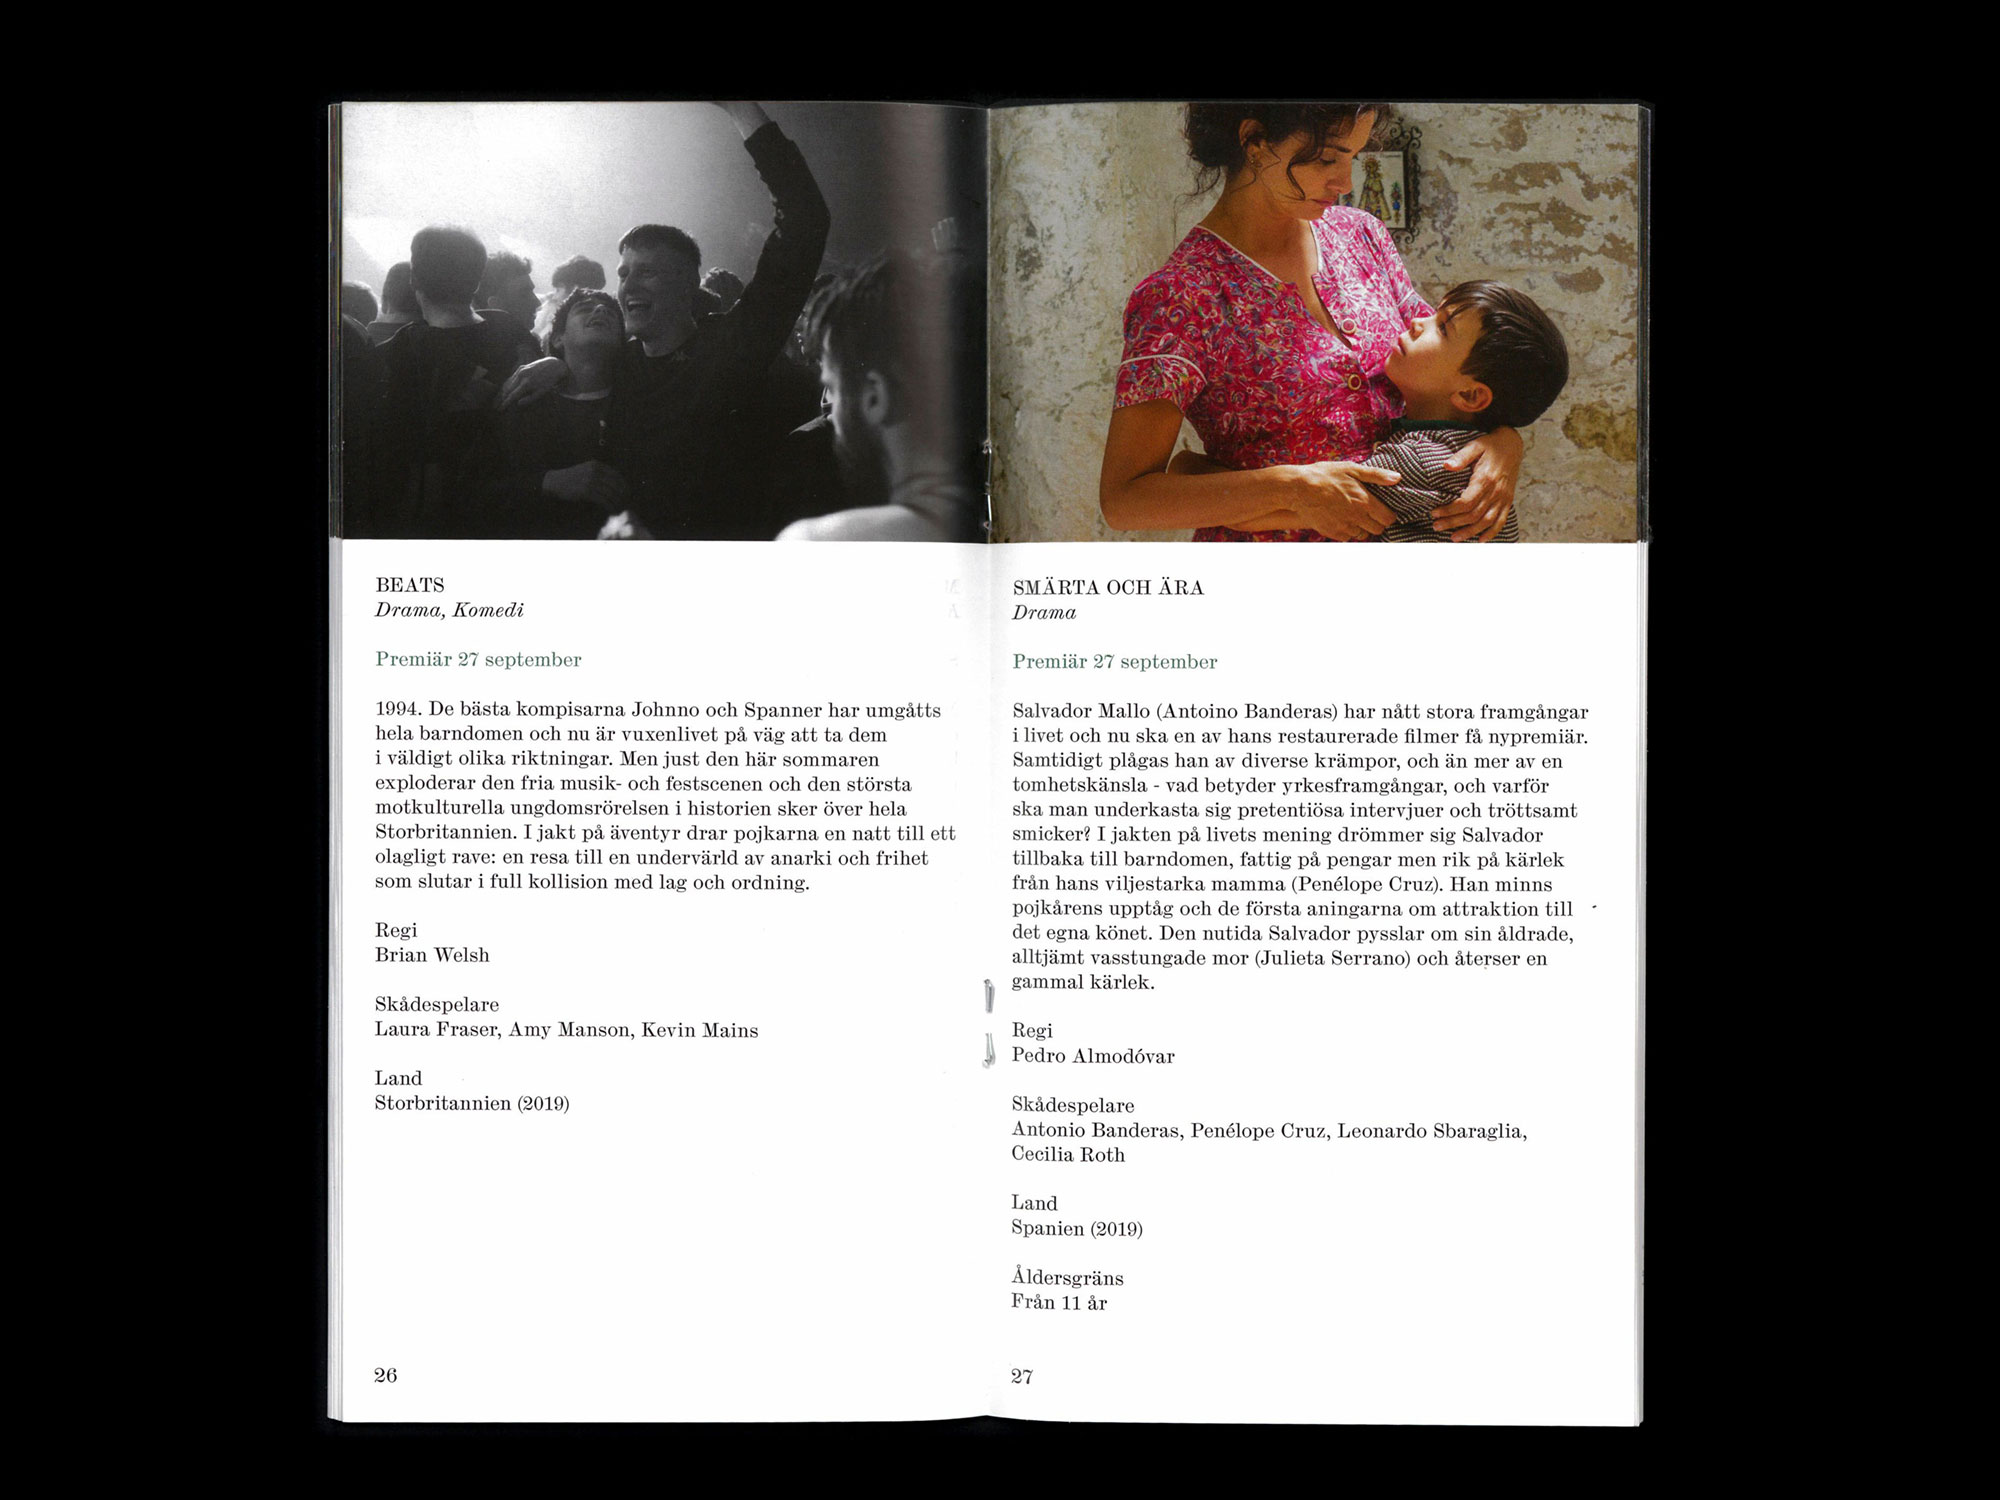 BEATS
Drama, Komedi
Premiär 27 september
1994. De bästa kompisarna Johnno och Spanner har umgåtts
hela barndomen och nu är vuxenlivet på väg att ta dem
i väldigt olika riktningar. Men just den här sommaren
exploderar den fria musik- och festscenen och den största
motkulturella ungdomsrörelsen i historien sker över hela
Storbritannien. I jakt på äventyr drar pojkarna en natt till ett
olagligt rave: en resa till en undervärld av anarki och frihet
som slutar i full kollision med lag och ordning.
Regi
Brian Welsh
Skådespelare
Laura Fraser, Amy Manson, Kevin Mains
Land
Storbritannien (2019)
26
SMÄRTA OCH ÄRA
Drama
Premiär 27 september
Salvador Mallo (Antoino Banderas) har nått stora framgångar
i livet och nu ska en av hans restaurerade filmer få nypremiär.
Samtidigt plågas han av diverse krämpor, och än mer av en
tomhetskänsla - vad betyder yrkesframgångar, och varför
ska man underkasta sig pretentiösa intervjuer och tröttsamt
smicker? I jakten på livets mening drömmer sig Salvador
tillbaka till barndomen, fattig på pengar men rik på kärlek
från hans viljestarka mamma (Penélope Cruz). Han minns
pojkårens upptåg och de första aningarna om attraktion till
det egna könet. Den nutida Salvador pysslar om sin åldrade,
alltjämt vasstungade mor (Julieta Serrano) och återser en
gammal kärlek.
Regi
Pedro Almodóvar
Skådespelare
Antonio Banderas, Penélope Cruz, Leonardo Sbaraglia,
Cecilia Roth
Land
Spanien (2019)
Åldersgräns
Från 11 år
27